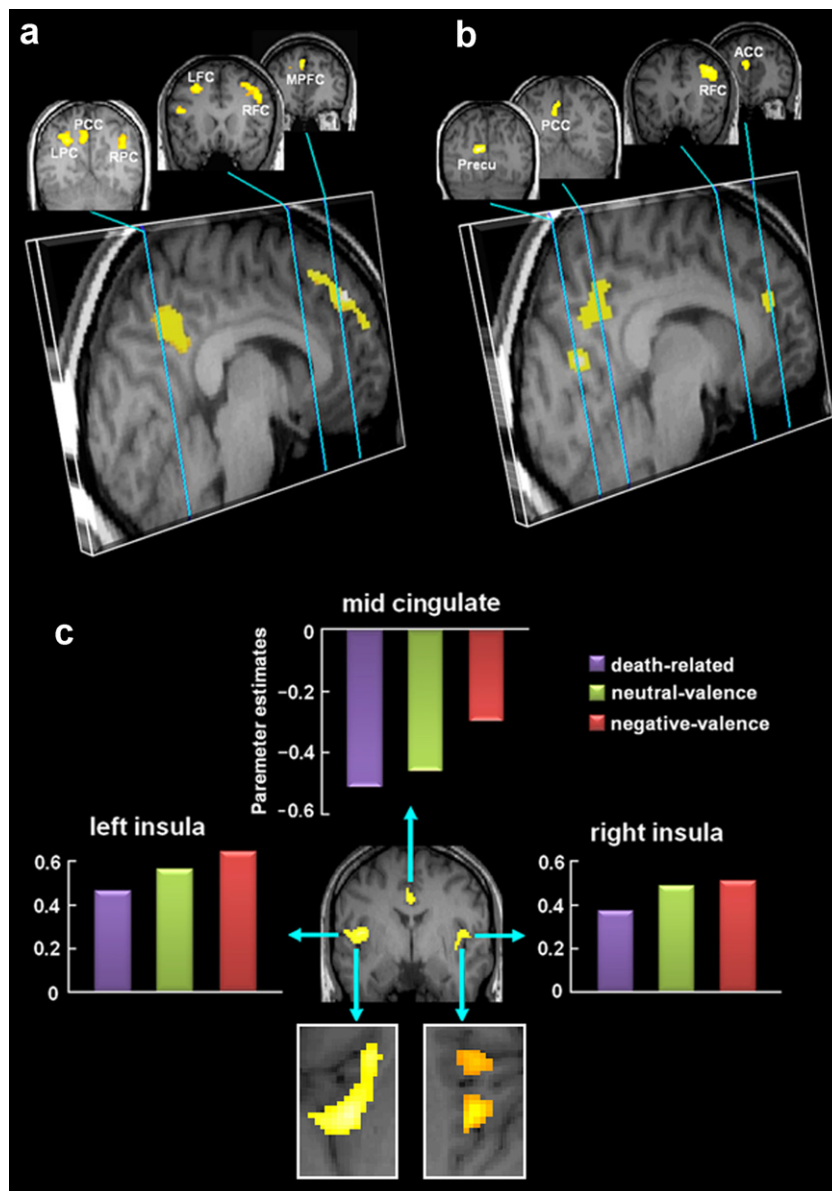 a
LFC
MPFC
RFC
PCC
LPC
RPC
b
ACC
RFC
PCC
Precu
c
mid cingulate
Paremeter estimates
0
−0.2
−0.4
−0.6
death-related
neutral-valence
negative-valence
left insula
0.6
0.4
0.2
0
right insula
0.6
0.4
0.2
0